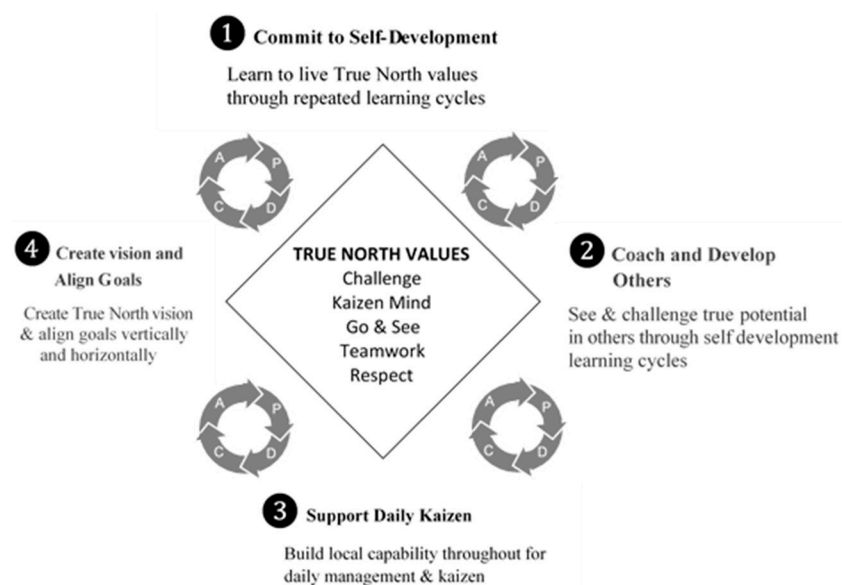 1 Commit to Self-Development
Learn to live True North values
through repeated learning cycles
A
P
D
C
A
P
D
C
4 Create vision and
Align Goals
Create True North vision
& align goals vertically
and horizontally
TRUE NORTH VALUES
Challenge
Kaizen Mind
Go & See
Teamwork
Respect
2 Coach and Develop
Others
See & challenge true potential
in others through self development
learning cycles
A
P
D
C
A
P
D
C
3 Support Daily Kaizen
Build local capability throughout for
daily management & kaizen